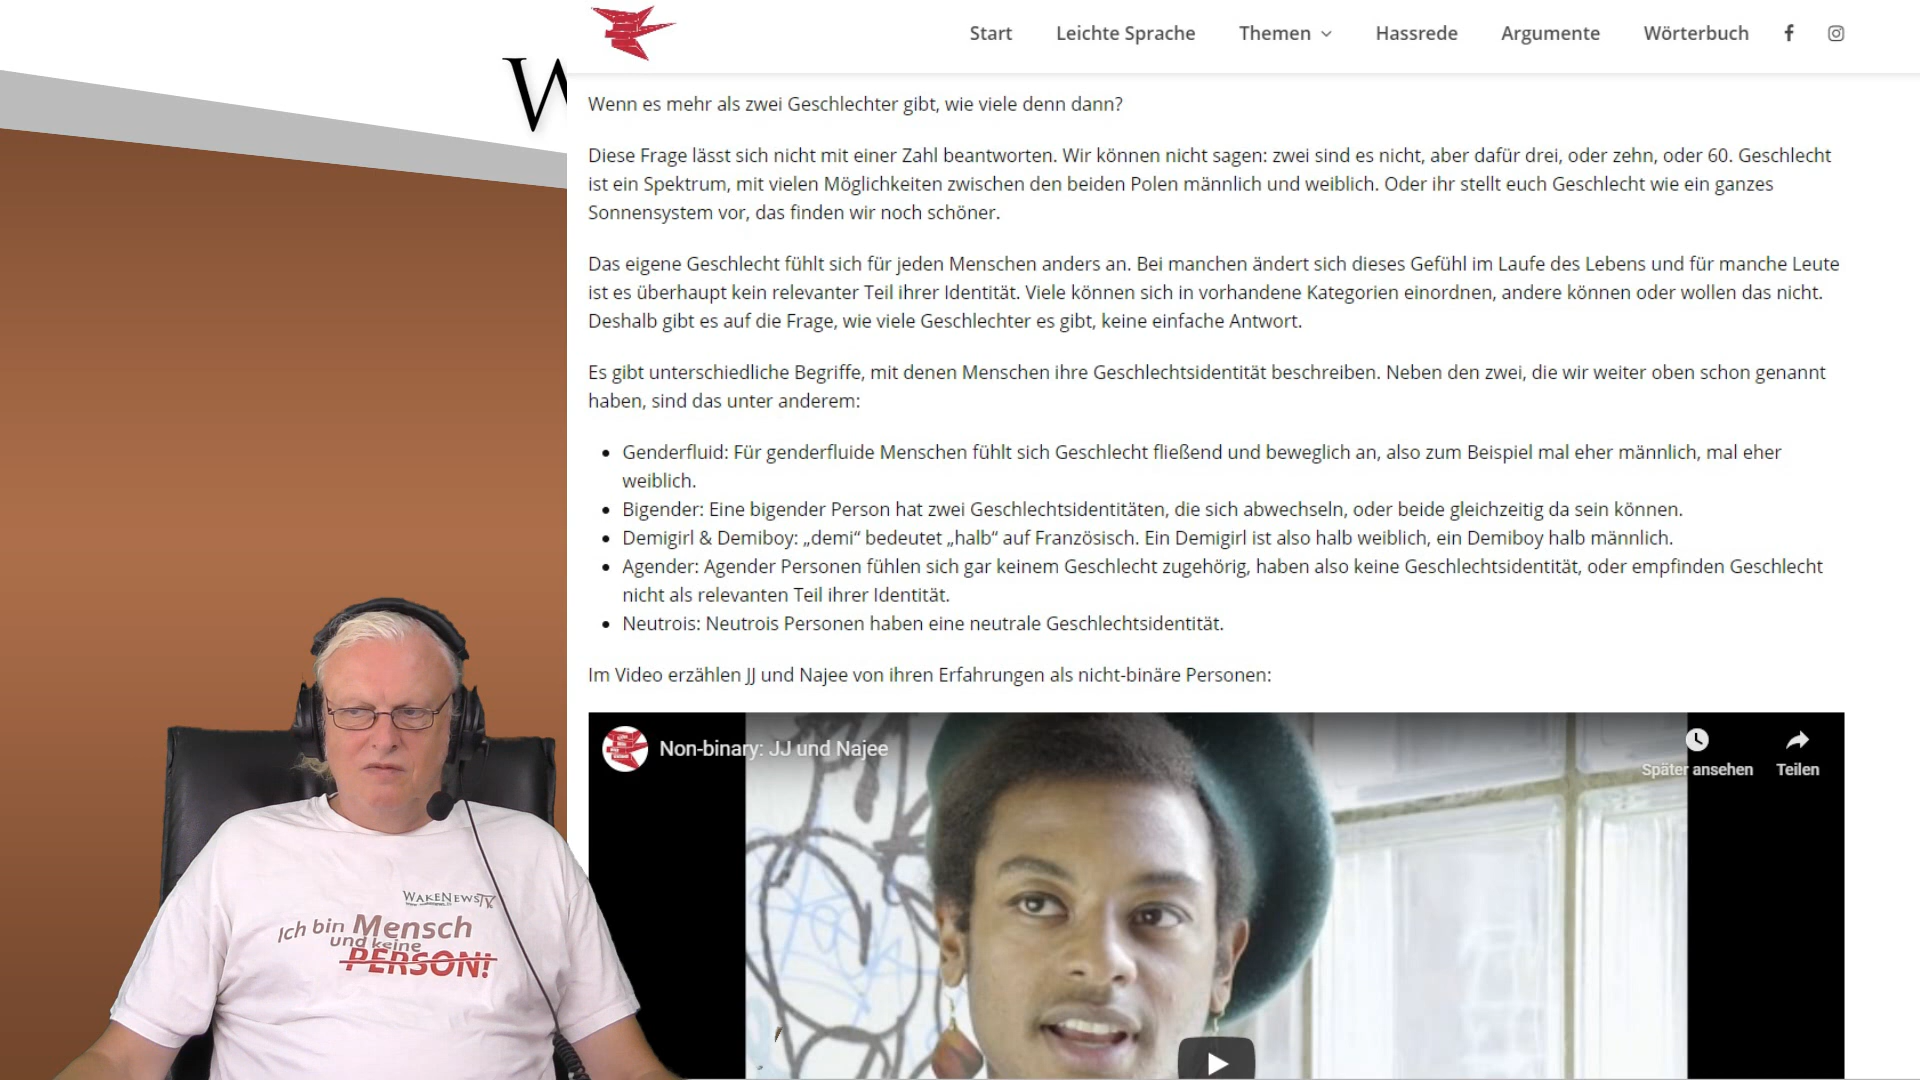 W
Start Leichte Sprache Themen Hassrede Argumente Wörterbuch
Wenn es mehr als zwei Geschlechter gibt, wie viele denn dann?
Diese Frage lässt sich nicht mit einer Zahl beantworten. Wir können nicht sagen: zwei sind es nicht, aber dafür drei, oder zehn, oder 60. Geschlecht
ist ein Spektrum, mit vielen Möglichkeiten zwischen den beiden Polen männlich und weiblich. Oder ihr stellt euch Geschlecht wie ein ganzes
Sonnensystem vor, das finden wir noch schöner.
Das eigene Geschlecht fühlt sich für jeden Menschen anders an. Bei manchen ändert sich dieses Gefühl im Laufe des Lebens und für manche Leute
ist es überhaupt kein relevanter Teil ihrer Identität. Viele können sich in vorhandene Kategorien einordnen, andere können oder wollen das nicht.
Deshalb gibt es auf die Frage, wie viele Geschlechter es gibt, keine einfache Antwort.
Es gibt unterschiedliche Begriffe, mit denen Menschen ihre Geschlechtsidentität beschreiben. Neben den zwei, die wir weiter oben schon genannt
haben, sind das unter anderem:
• Genderfluid: Für genderfluide Menschen fühlt sich Geschlecht fließend und beweglich an, also zum Beispiel mal eher männlich, mal eher
weiblich.
• Bigender: Eine bigender Person hat zwei Geschlechtsidentitäten, die sich abwechseln, oder beide gleichzeitig da sein können.
• Demigirl & Demiboy: „demi“ bedeutet „halb“ auf Französisch. Ein Demigirl ist also halb weiblich, ein Demiboy halb männlich.
• Agender: Agender Personen fühlen sich gar keinem Geschlecht zugehörig, haben also keine Geschlechtsidentität, oder empfinden Geschlecht
nicht als relevanten Teil ihrer Identität.
• Neutrois: Neutrois Personen haben eine neutrale Geschlechtsidentität.
Im Video erzählen JJ und Najee von ihren Erfahrungen als nicht-binäre Personen:
Non-binary: JJ und Najee
Später ansehen Teilen
WAKENEWSTV
Ich bin Mensch
und keine
PERSON!